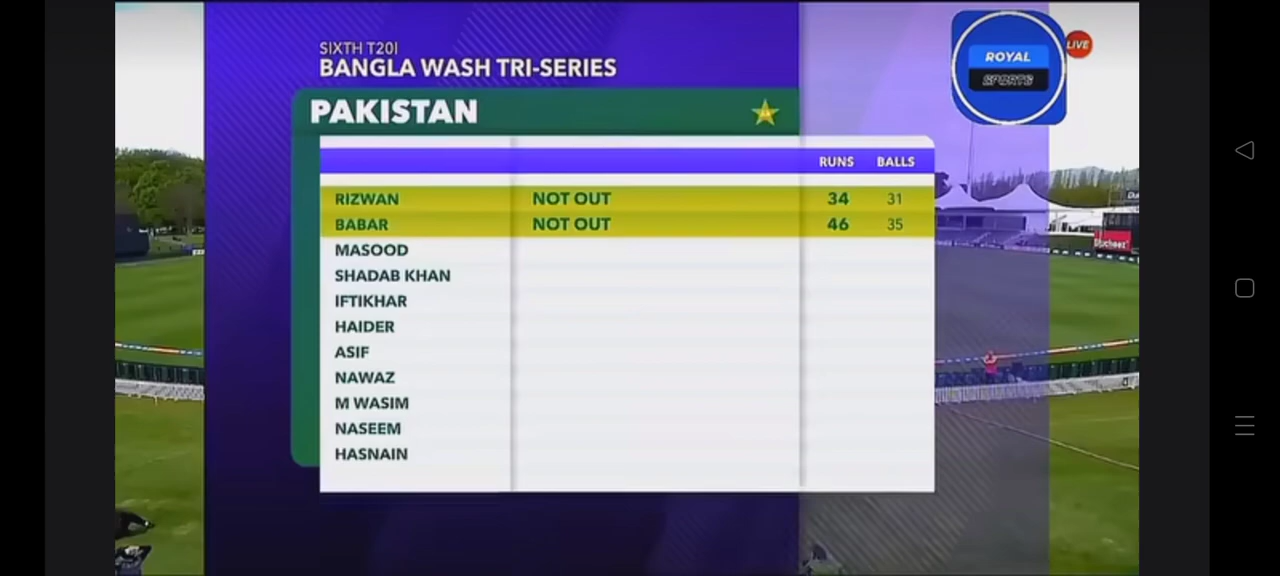 SIXTH T20I
BANGLA WASH TRI-SERIES
PAKISTAN
RUNS BALLS
RIZWAN NOT OUT 34 31
BABAR NOT OUT 46 35
MASOOD
SHADAB KHAN
IFTIKHAR
HAIDER
ASIF
NAWAZ
M WASIM
NASEEM
HASNAIN
ROYAL
SPORTS
LIVE